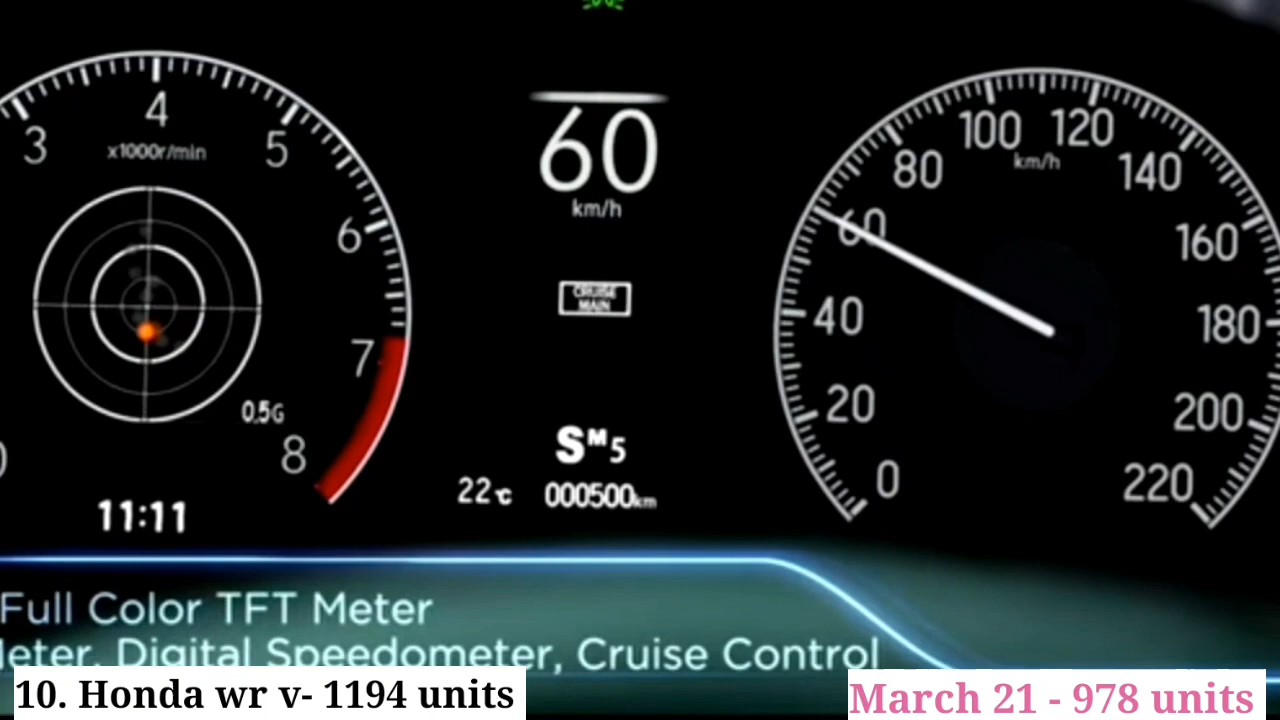 4
3
5
x1000r/min
6
7
0.5G
8
11:11
60
km/h
CRUISE
MAIN
SM5
22°C
000500km
100
120
km/h
80
140
60
160
40
180
20
200
0
220
Full Color TFT Meter
leter, Digital Speedometer, Cruise Control
10. Honda wr v- 1194 units
March 21 - 978 units